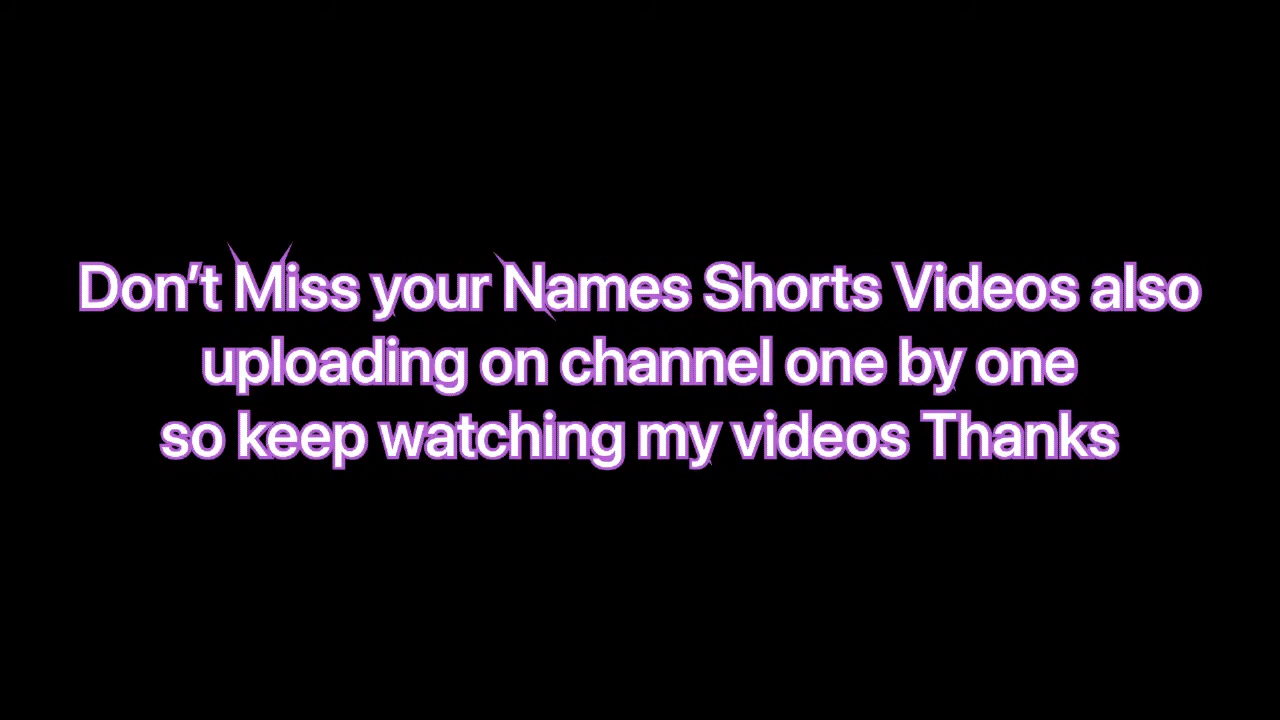 Don’t Miss your Names Shorts Videos also
uploading on channel one by one
so keep watching my videos Thanks